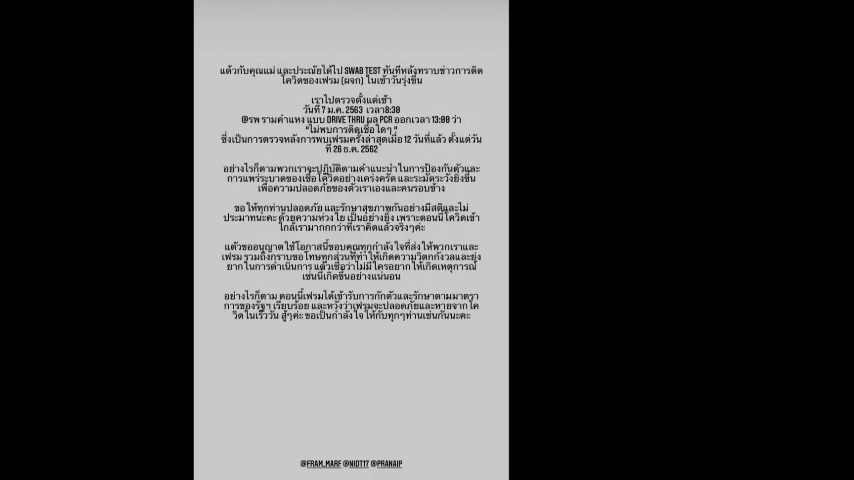 แต้วกับคุณแม่ และประณัยได้ไป SWAB TEST ทันทีหลังทราบข่าวการติด
โควิดของเฟรม (ผจก) ในเช้าวันรุ่งขึ้น
เราไปตรวจตั้งแต่เช้า
วันที่ 7 ม.ค. 2563 เวลา8:30
@รพ รามคำแหง แบบ DRIVE THRU ผล PCR ออกเวลา 13:00 ว่า
"ไม่พบการติดเชื้อใดๆ"
ซึ่งเป็นการตรวจหลังการพบเฟรมครั้งล่าสุดเมื่อ 12 วันที่แล้ว ตั้งแต่วัน
ที่ 26 ธ.ค. 2562
อย่างไรก็ตามพวกเราจะปฏิบัติตามคำแนะนำในการป้องกันตัวและ
การแพร่ระบาดของเชื้อโควิดอย่างเคร่งครัด และระมัดระวังยิ่งขึ้น
เพื่อความปลอดภัยของตัวเราเองและคนรอบข้าง
ขอให้ทุกท่านปลอดภัย และรักษาสุขภาพกันอย่างมีสติและไม่
ประมาทนะคะ ด้วยความห่วงใย เป็นอย่างยิ่ง เพราะตอนนี้โควิดเข้า
ใกล้เรามากกกว่าที่เราคิดแล้วจริงๆค่ะ
แต้วขออนุญาตใช้โอกาสนี้ขอบคุณทุกกำลังใจที่ส่งให้พวกเราและ
เฟรม รวมถึงกราบขอโทษทุกส่วนที่ทำให้เกิดความวิตกกังวลและยุ่ง
ยากในการดำเนินการ แต้วเชื่อว่าไม่มีใครอยากให้เกิดเหตุการณ์
เช่นนี้เกิดขึ้นอย่างแน่นอน
อย่างไรก็ตาม ตอนนี้เฟรมได้เข้ารับการกักตัวและรักษาตามมาตรา
การของรัฐฯ เรียบร้อย และหวังว่าเฟรมจะปลอดภัยและหายจากโค
วิดในเร็ววัน สู้ๆค่ะ ขอเป็นกำลังใจให้กับทุกๆท่านเช่นกันนะคะ
@FRAM_MARF @NIDT17 @PRANAIP